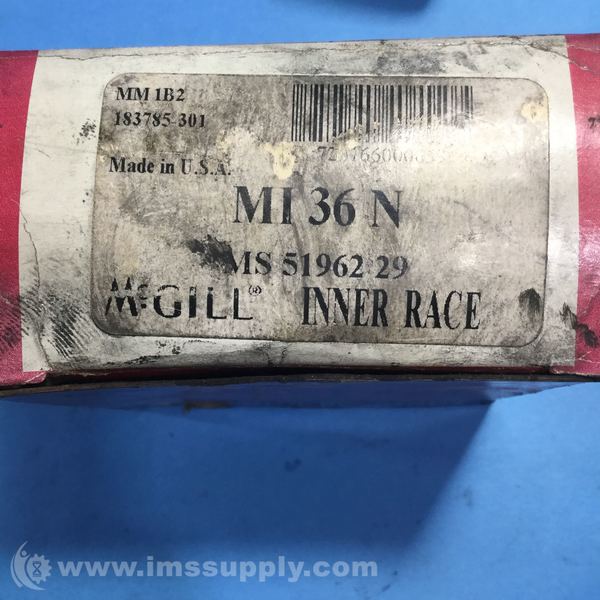 MM 1B2
183785 301
Made in U.S.A.
MI 36 N
MS 51962 29
McGILL® INNER RACE
www.imssupply.com